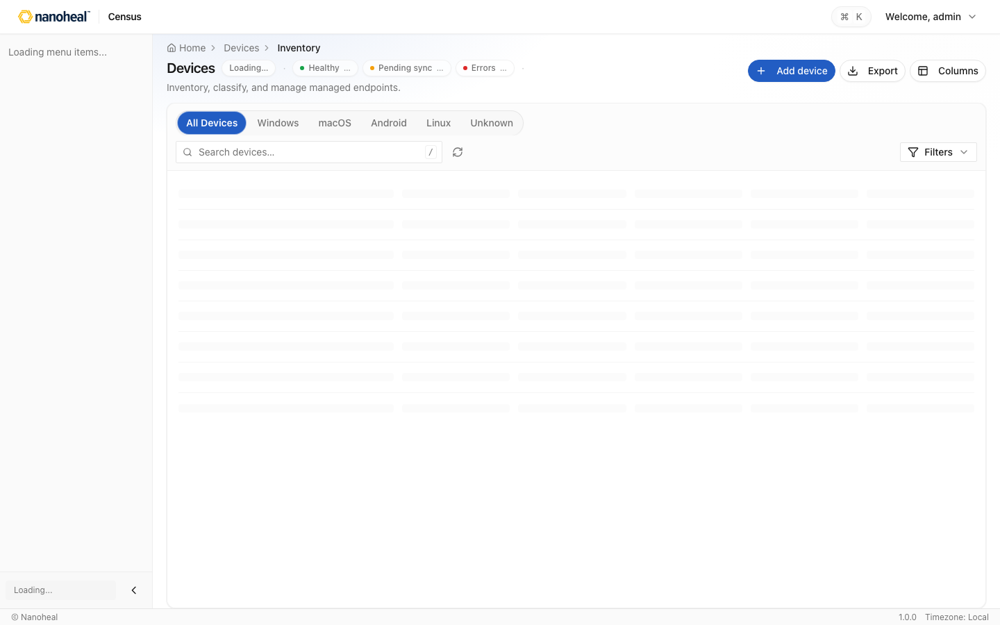 nanoheal™ Census ⌘ K Welcome, admin
Loading menu items...
Home > Devices > Inventory
Devices Loading... · Healthy ... Pending sync ... Errors ... ·
Add device Export Columns
Inventory, classify, and manage managed endpoints.
All Devices Windows macOS Android Linux Unknown
Search devices... / Filters
Loading...
© Nanoheal 1.0.0 Timezone: Local